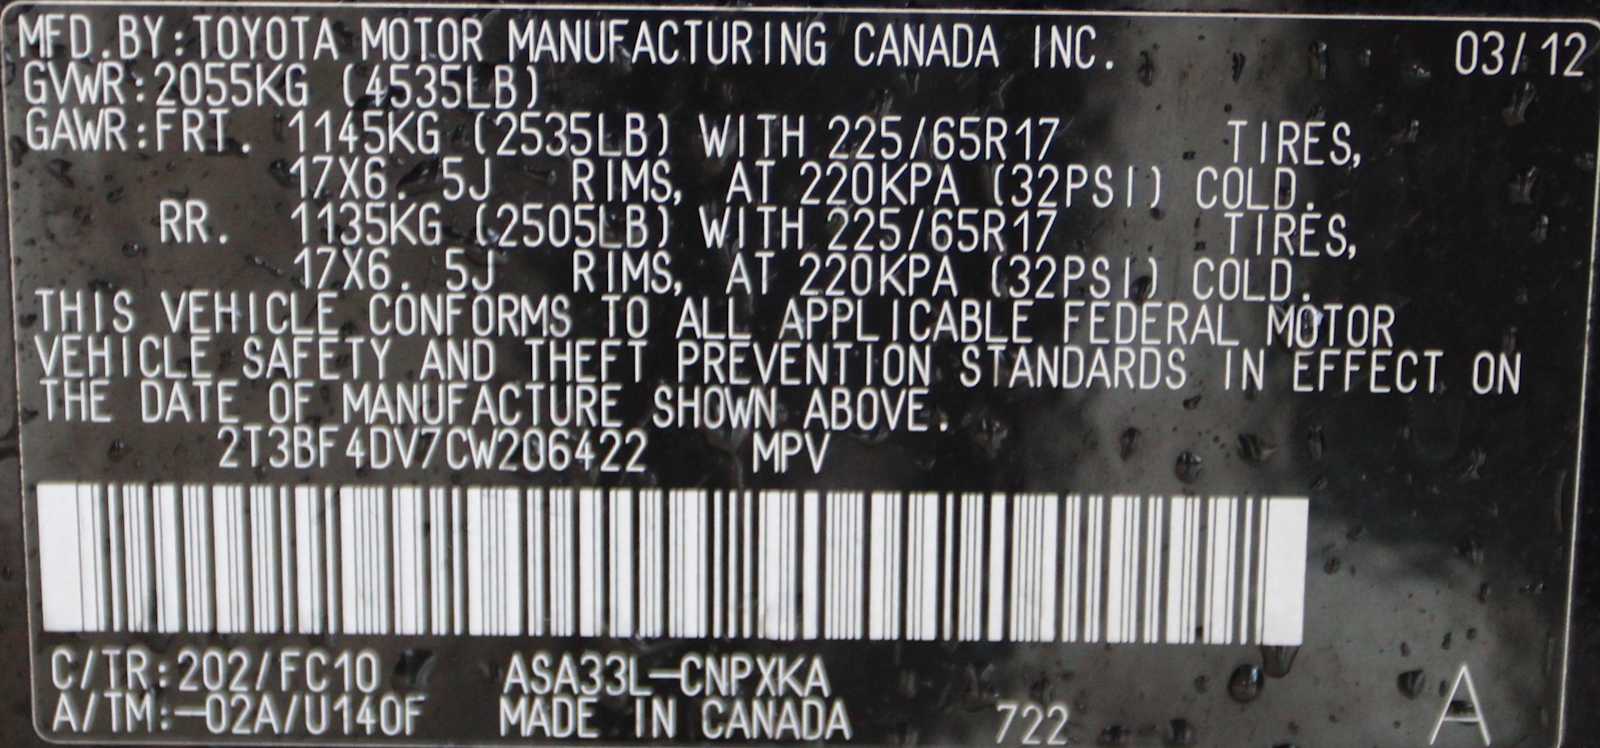 MFD.BY:TOYOTA MOTOR MANUFACTURING CANADA INC. 03/12
GVWR:2055KG (4535LB)
GAWR:FRT. 1145KG (2535LB) WITH 225/65R17 TIRES,
17X6.5J RIMS, AT 220KPA (32PSI) COLD.
RR. 1135KG (2505LB) WITH 225/65R17 TIRES,
17X6.5J RIMS, AT 220KPA (32PSI) COLD.
THIS VEHICLE CONFORMS TO ALL APPLICABLE FEDERAL MOTOR
VEHICLE SAFETY AND THEFT PREVENTION STANDARDS IN EFFECT ON
THE DATE OF MANUFACTURE SHOWN ABOVE.
2T3BF4DV7CW206422 MPV
C/TR:202/FC10 ASA33L-CNPXKA
A/TM:-02A/U140F MADE IN CANADA 722 A